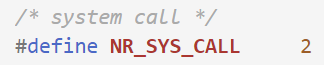 /* system call */
#define NR_SYS_CALL 2